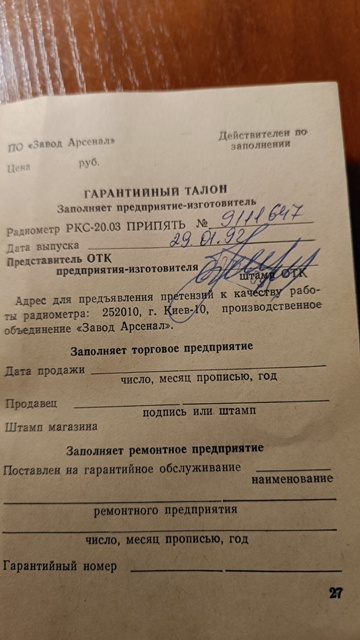 ПО «Завод Арсенал»
Действителен по
заполнении
Цена руб.
ГАРАНТИЙНЫЙ ТАЛОН
Заполняет предприятие-изготовитель
Радиометр РКС-20.03 ПРИПЯТЬ № 9111647
Дата выпуска 29.01.92
Представитель ОТК
предприятия-изготовителя
штамп ОТК
Адрес для предъявления претензий к качеству рабо-
ты радиометра: 252010, г. Киев-10, производственное
объединение «Завод Арсенал».
Заполняет торговое предприятие
Дата продажи
число, месяц прописью, год
Продавец
подпись или штамп
Штамп магазина
Заполняет ремонтное предприятие
Поставлен на гарантийное обслуживание
наименование
ремонтного предприятия
число, месяц прописью, год
Гарантийный номер
27